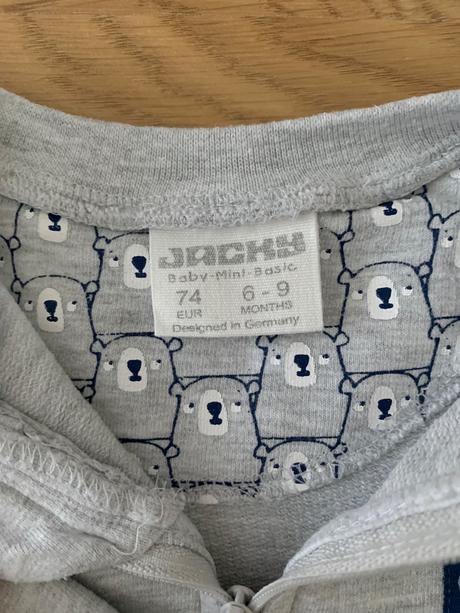 JACKY
Baby-Mini-Basic
74 6 - 9
EUR MONTHS
Designed in Germany